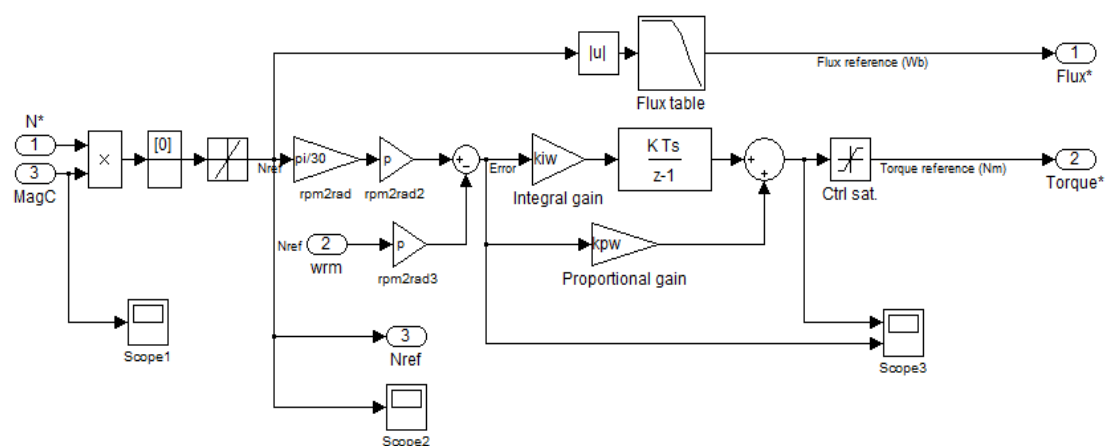 |u|
Flux table
Flux reference (Wb)
1
Flux*
N*
1
3
MagC
×
[0]
Nref
pi/30
rpm2rad
p
rpm2rad2
+
−
Error
kiw
Integral gain
K Ts
z-1
+
+
Ctrl sat.
Torque reference (Nm)
2
Torque*
Nref
2
wrm
p
rpm2rad3
kpw
Proportional gain
Scope1
3
Nref
Scope2
Scope3